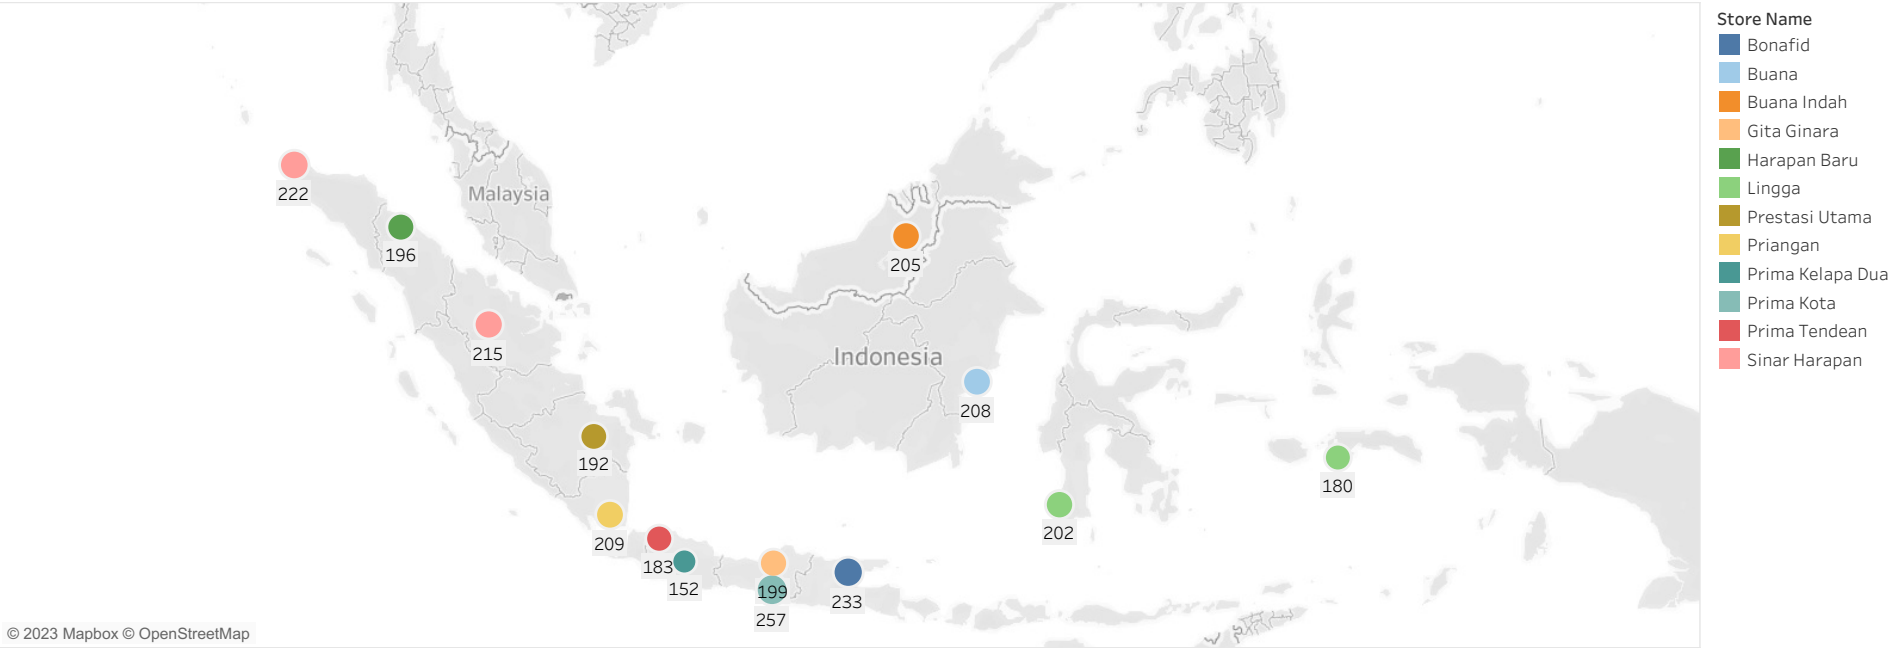 Malaysia
222
196
205
215
Indonesia
208
192
180
202
209
183
152
199
257
233
© 2023 Mapbox © OpenStreetMap
Store Name
Bonafid
Buana
Buana Indah
Gita Ginara
Harapan Baru
Lingga
Prestasi Utama
Priangan
Prima Kelapa Dua
Prima Kota
Prima Tendean
Sinar Harapan